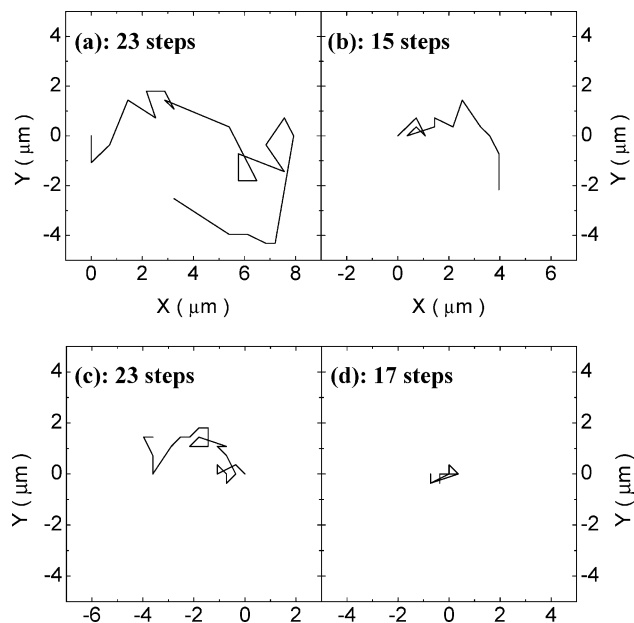 (a): 23 steps (b): 15 steps
4 4
2 2
0 0
-2 -2
-4 -4
Y ( μm) Y ( μm)
0 2 4 6 8 -2 0 2 4 6
X ( μm) X ( μm)
(c): 23 steps (d): 17 steps
4 4
2 2
0 0
-2 -2
-4 -4
Y ( μm) Y ( μm)
-6 -4 -2 0 2 -4 -2 0 2 4